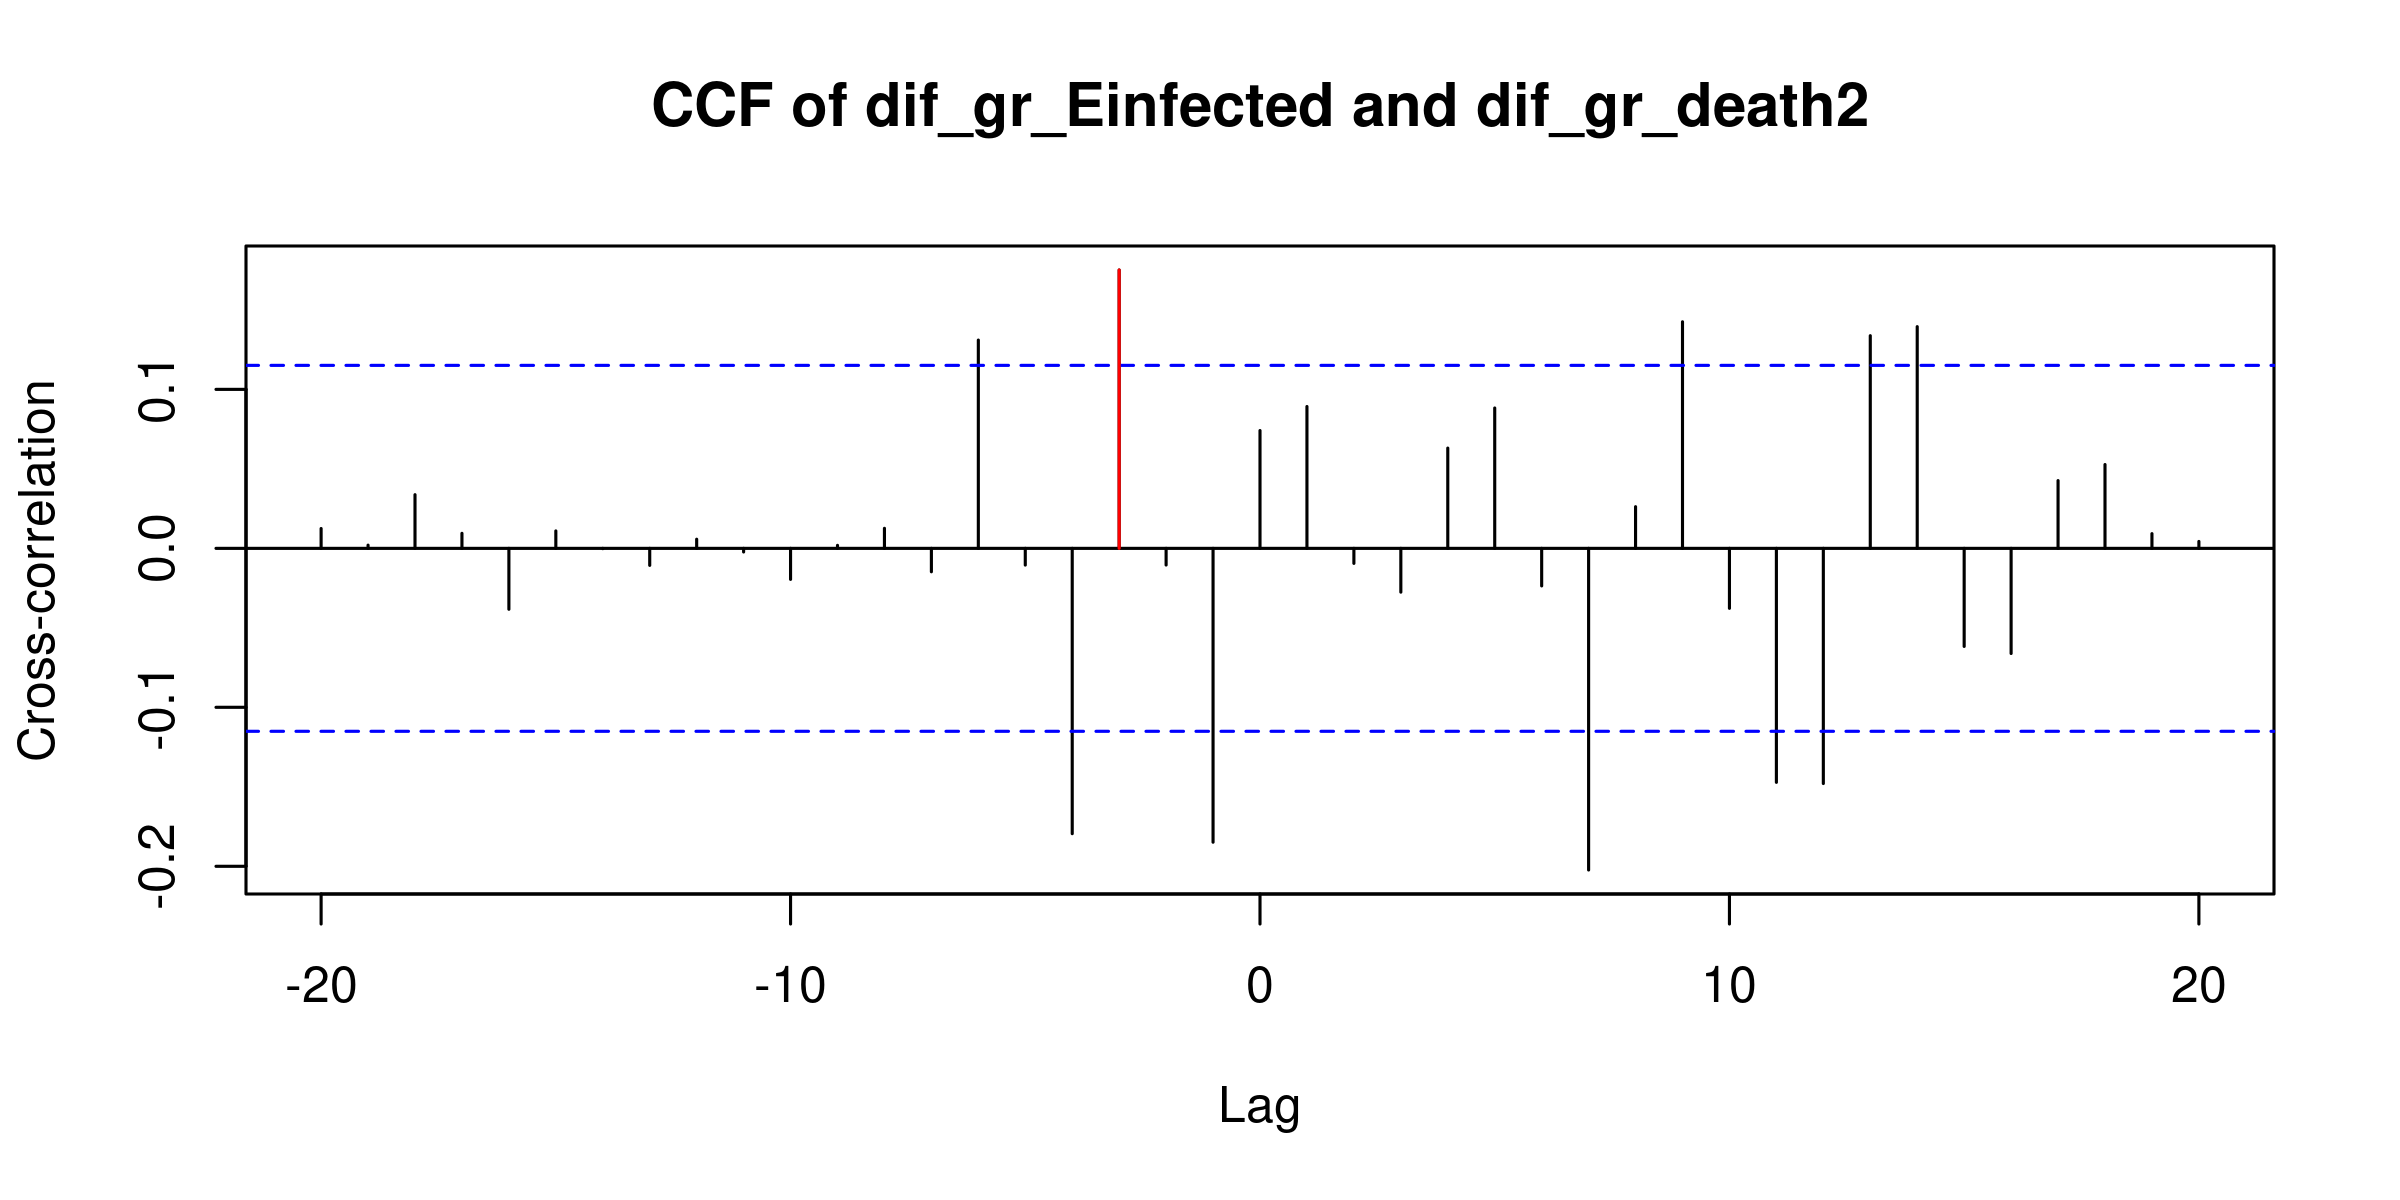 CCF of dif_gr_Einfected and dif_gr_death2
Cross-correlation
0.1
0.0
-0.1
-0.2
-20 -10 0 10 20
Lag